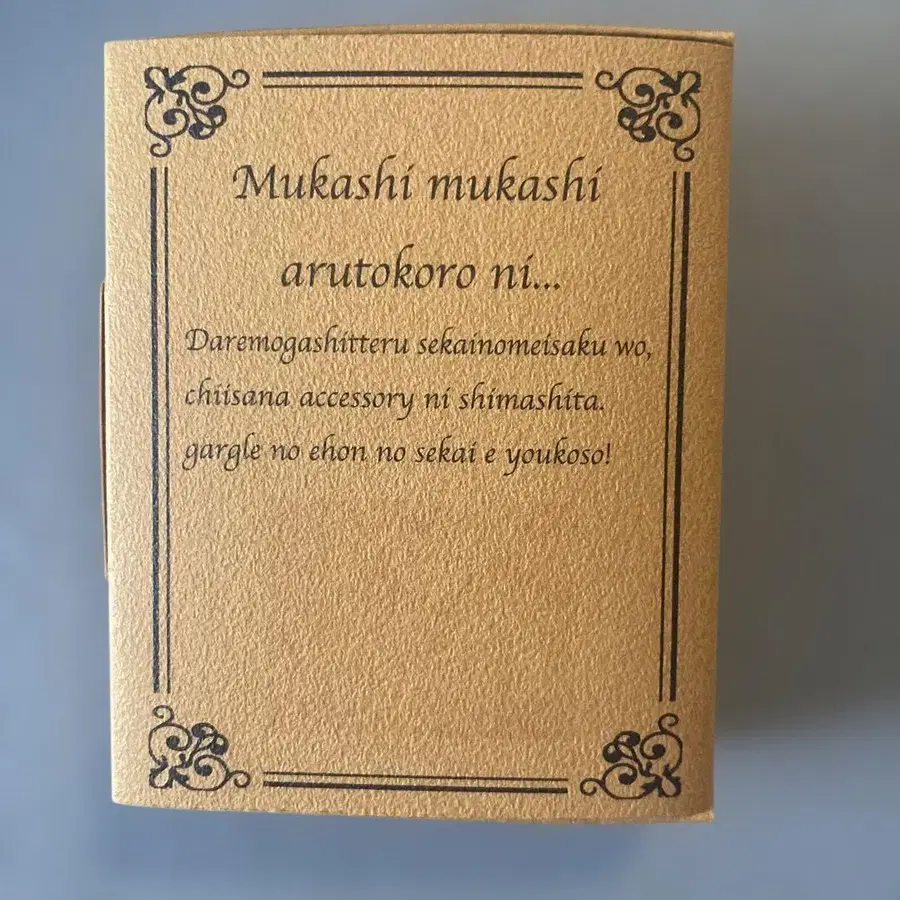 Mukashi mukashi
arutokoro ni...
Daremogashitteru sekainomeisaku wo,
chiisana accessory ni shimashita.
gargle no ehon no sekai e youkoso!